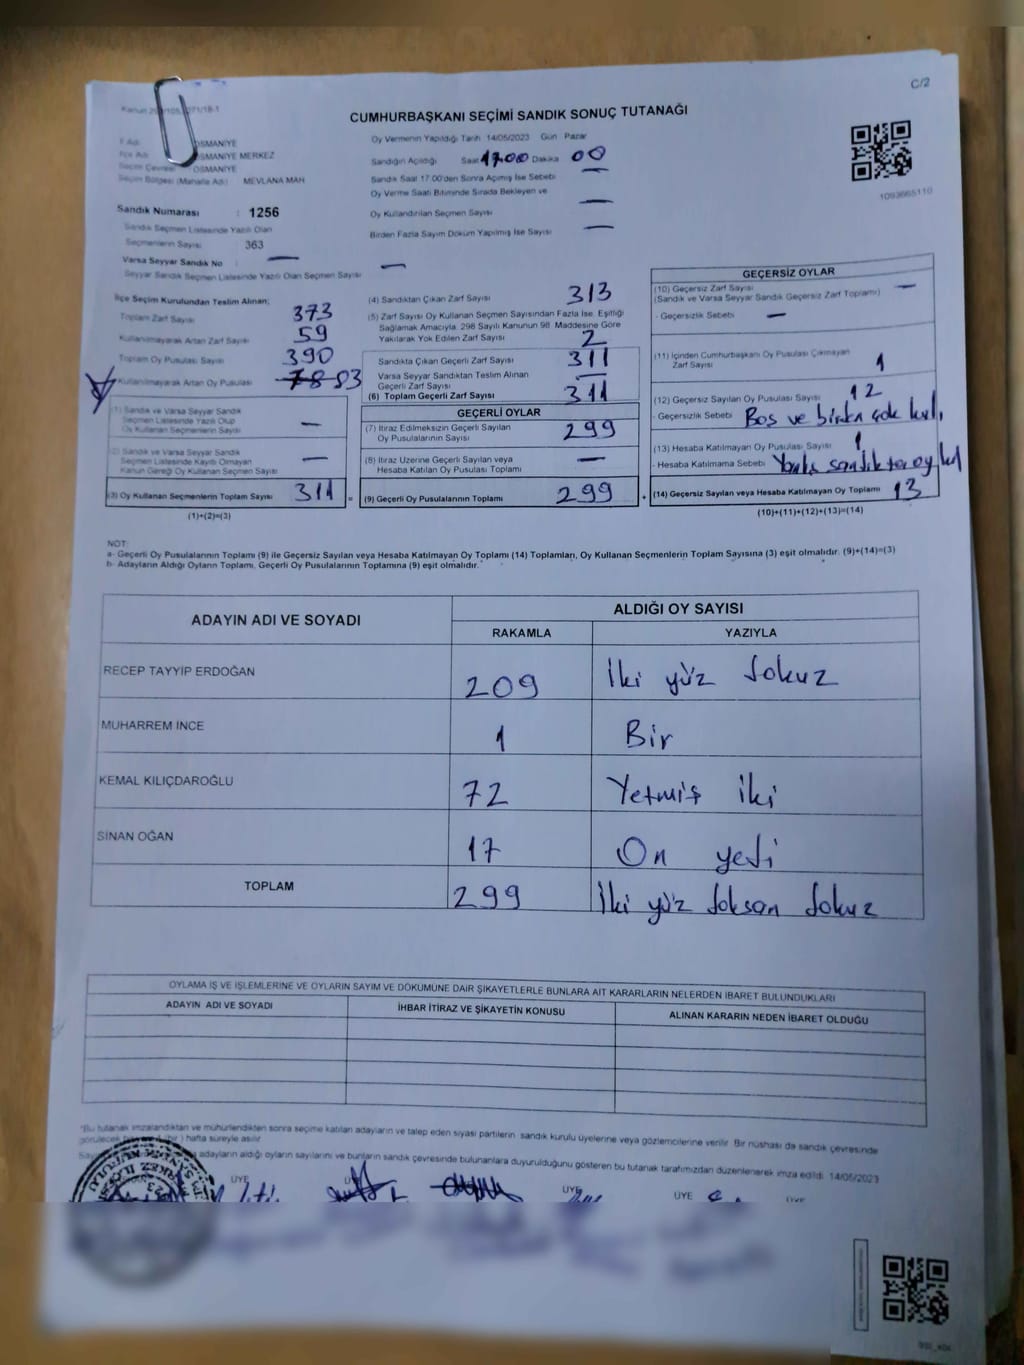 C/2
CUMHURBAŞKANI SEÇİMİ SANDIK SONUÇ TUTANAĞI
OSMANİYE
OSMANİYE MERKEZ
OSMANİYE
Seçim Bölgesi (Mahalle Adı) MEVLANA MAH
Sandık Numarası : 1256
Sandık Seçmen Listesinde Yazılı Olan
Seçmenlerin Sayısı 363
Varsa Seyyar Sandık No —
Seyyar Sandık Seçmen Listesinde Yazılı Olan Seçmen Sayısı —
Oy Vermenin Yapıldığı Tarih 14/05/2023 Gün Pazar
Sandığın Açıldığı Saat 17.00 Dakika 00
Sandık Saat 17.00'den Sonra Açılmış İse Sebebi —
Oy Verme Saati Bitiminde Sırada Bekleyen ve
Oy Kullandırılan Seçmen Sayısı —
Birden Fazla Sayım Döküm Yapılmış İse Sayısı —
1093665110
İlçe Seçim Kurulundan Teslim Alınan;
Toplam Zarf Sayısı 373
Kullanılmayarak Artan Zarf Sayısı 59
Toplam Oy Pusulası Sayısı 390
Kullanılmayarak Artan Oy Pusulası 83
(1) Sandık ve Varsa Seyyar Sandık
Seçmen Listesinde Yazılı Olup
Oy Kullanan Seçmenlerin Sayısı —
(2) Sandık ve Varsa Seyyar Sandık
Seçmen Listesinde Kayıtlı Olmayan
Kanun Gereği Oy Kullanan Seçmen Sayısı —
(3) Oy Kullanan Seçmenlerin Toplam Sayısı 311 =
(1)+(2)=(3)
(4) Sandıktan Çıkan Zarf Sayısı 313
(5) Zarf Sayısı Oy Kullanan Seçmen Sayısından Fazla İse, Eşitliği
Sağlamak Amacıyla, 298 Sayılı Kanunun 98. Maddesine Göre
Yakılarak Yok Edilen Zarf Sayısı 2
Sandıkta Çıkan Geçerli Zarf Sayısı 311
Varsa Seyyar Sandıktan Teslim Alınan
Geçerli Zarf Sayısı —
(6) Toplam Geçerli Zarf Sayısı 311
GEÇERLİ OYLAR
(7) İtiraz Edilmeksizin Geçerli Sayılan
Oy Pusulalarının Sayısı 299
(8) İtiraz Üzerine Geçerli Sayılan veya
Hesaba Katılan Oy Pusulası Toplamı —
(9) Geçerli Oy Pusulalarının Toplamı 299 +
GEÇERSİZ OYLAR
(10) Geçersiz Zarf Sayısı
(Sandık ve Varsa Seyyar Sandık Geçersiz Zarf Toplamı) —
- Geçersizlik Sebebi —
(11) İçinden Cumhurbaşkanı Oy Pusulası Çıkmayan
Zarf Sayısı 1
(12) Geçersiz Sayılan Oy Pusulası Sayısı 12
- Geçersizlik Sebebi Boş ve birden çok kul.
(13) Hesaba Katılmayan Oy Pusulası Sayısı 1
- Hesaba Katılmama Sebebi Yanlış sandıkta oy kul
(14) Geçersiz Sayılan veya Hesaba Katılmayan Oy Toplamı 13
(10)+(11)+(12)+(13)=(14)
NOT:
a- Geçerli Oy Pusulalarının Toplamı (9) ile Geçersiz Sayılan veya Hesaba Katılmayan Oy Toplamı (14) Toplamları, Oy Kullanan Seçmenlerin Toplam Sayısına (3) eşit olmalıdır. (9)+(14)=(3)
b- Adayların Aldığı Oyların Toplamı, Geçerli Oy Pusulalarının Toplamına (9) eşit olmalıdır.
ADAYIN ADI VE SOYADI
ALDIĞI OY SAYISI
RAKAMLA YAZIYLA
RECEP TAYYİP ERDOĞAN 209 İki yüz dokuz
MUHARREM İNCE 1 Bir
KEMAL KILIÇDAROĞLU 72 Yetmiş iki
SİNAN OĞAN 17 On yedi
TOPLAM 299 İki yüz doksan dokuz
OYLAMA İŞ VE İŞLEMLERİNE VE OYLARIN SAYIM VE DÖKÜMÜNE DAİR ŞİKAYETLERLE BUNLARA AİT KARARLARIN NELERDEN İBARET BULUNDUKLARI
ADAYIN ADI VE SOYADI İHBAR İTİRAZ VE ŞİKAYETİN KONUSU ALINAN KARARIN NEDEN İBARET OLDUĞU
*Bu tutanak imzalandıktan ve mühürlendikten sonra seçime katılan adayların ve talep eden siyasi partilerin sandık kurulu üyelerine veya gözlemcilerine verilir. Bir nüshası da sandık çevresinde
hafta süreyle asılır
adayların aldığı oyların sayılarını ve bunların sandık çevresinde bulunanlara duyurulduğunu gösteren bu tutanak tarafımızdan düzenlenerek imza edildi. 14/05/2023
ÜYE ÜYE ÜYE